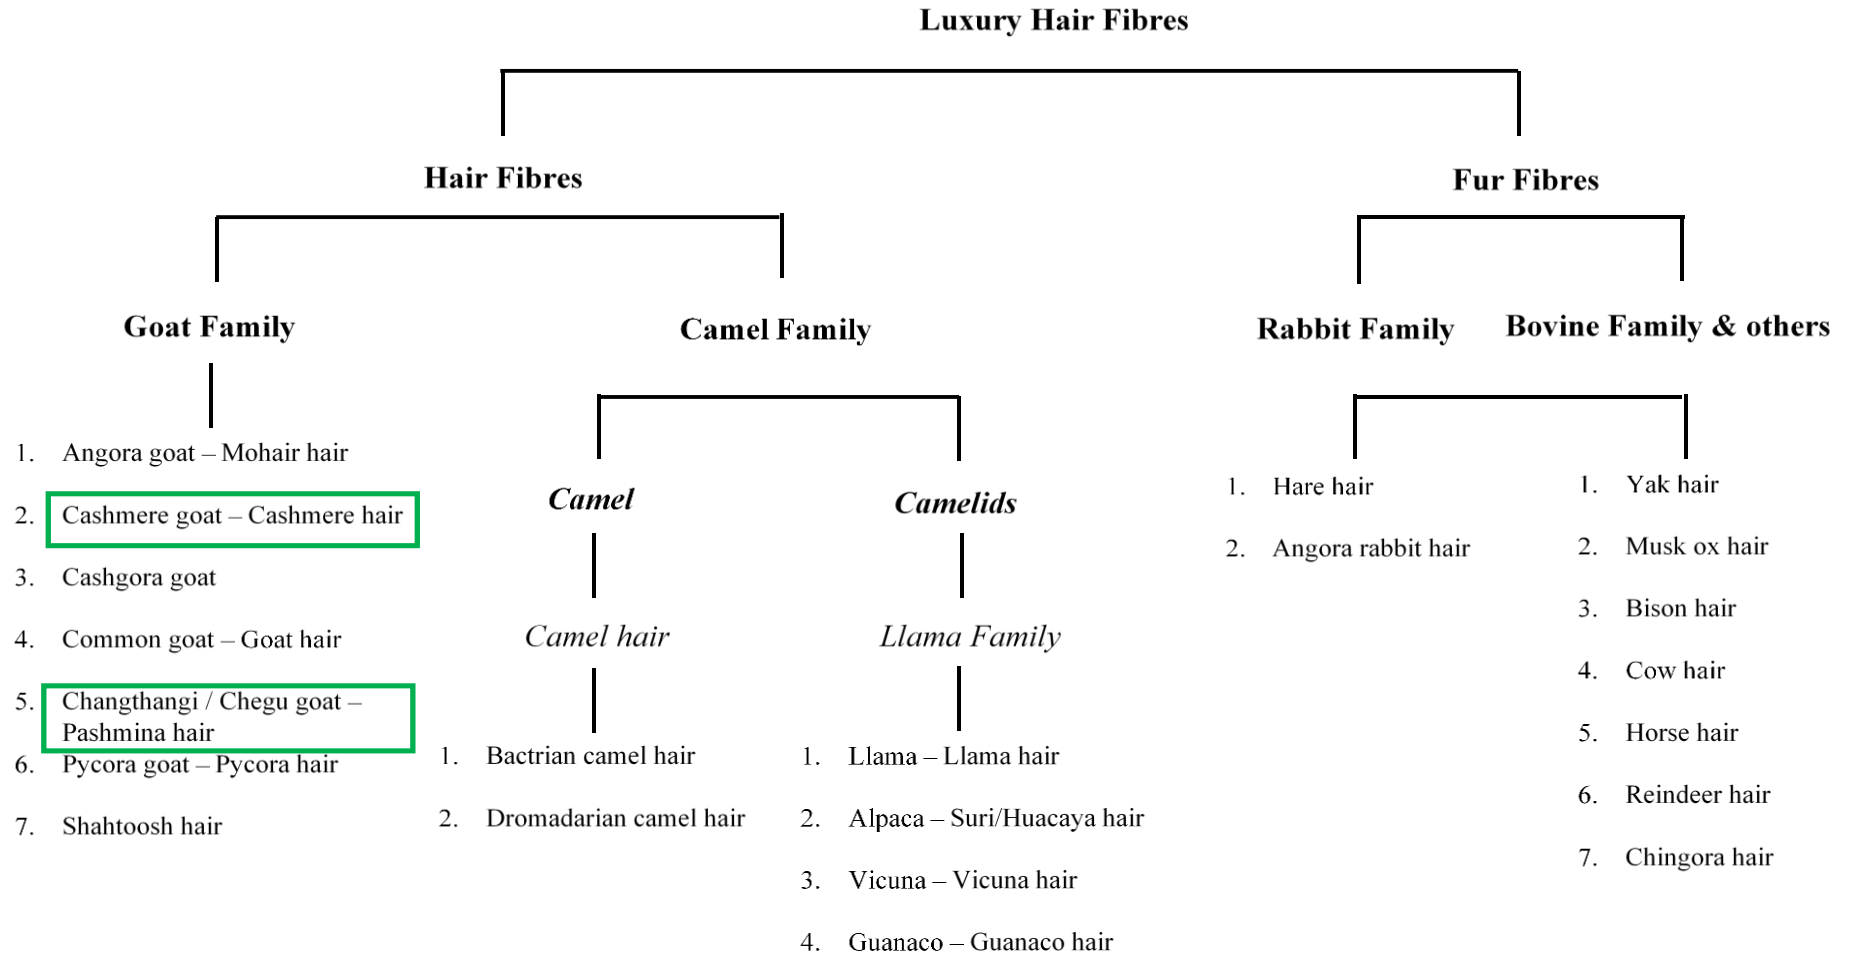 Luxury Hair Fibres
Hair Fibres
Fur Fibres
Goat Family
Camel Family
Rabbit Family
Bovine Family & others
1. Angora goat – Mohair hair
2. Cashmere goat – Cashmere hair
3. Cashgora goat
4. Common goat – Goat hair
5. Changthangi / Chegu goat –
Pashmina hair
6. Pycora goat – Pycora hair
7. Shahtoosh hair
Camel
Camel hair
1. Bactrian camel hair
2. Dromadarian camel hair
Camelids
Llama Family
1. Llama – Llama hair
2. Alpaca – Suri/Huacaya hair
3. Vicuna – Vicuna hair
4. Guanaco – Guanaco hair
1. Hare hair
2. Angora rabbit hair
1. Yak hair
2. Musk ox hair
3. Bison hair
4. Cow hair
5. Horse hair
6. Reindeer hair
7. Chingora hair